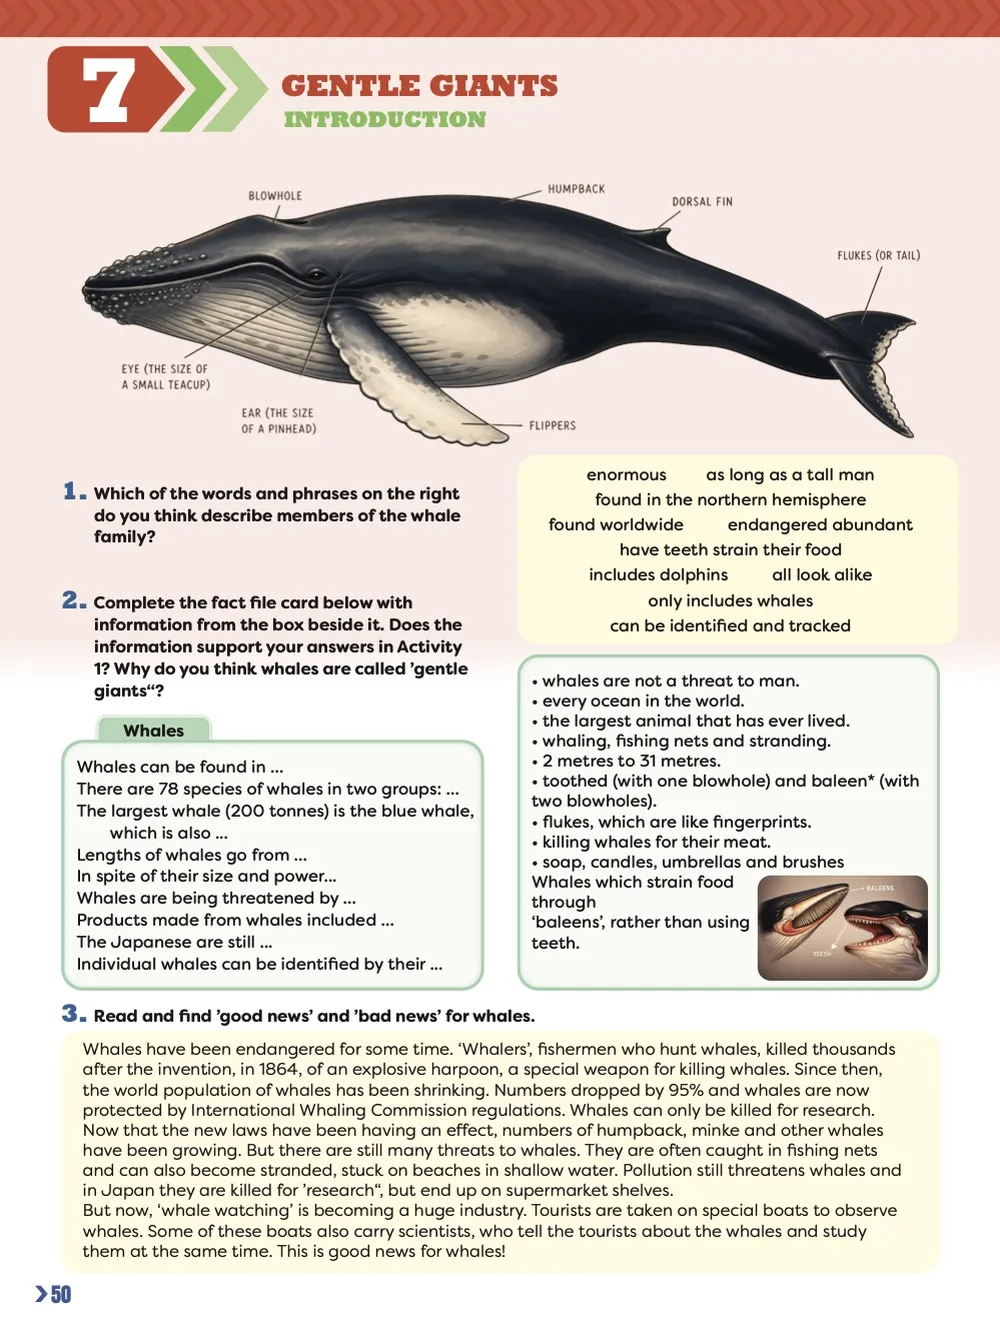 7
GENTLE GIANTS
INTRODUCTION
BLOWHOLE
HUMPBACK
DORSAL FIN
FLUKES (OR TAIL)
EYE (THE SIZE OF
A SMALL TEACUP)
EAR (THE SIZE
OF A PINHEAD)
FLIPPERS
1. Which of the words and phrases on the right
do you think describe members of the whale
family?
enormous as long as a tall man
found in the northern hemisphere
found worldwide endangered abundant
have teeth strain their food
includes dolphins all look alike
only includes whales
can be identified and tracked
2. Complete the fact file card below with
information from the box beside it. Does the
information support your answers in Activity
1? Why do you think whales are called ’gentle
giants“?
Whales
Whales can be found in ...
There are 78 species of whales in two groups: ...
The largest whale (200 tonnes) is the blue whale,
which is also ...
Lengths of whales go from ...
In spite of their size and power...
Whales are being threatened by ...
Products made from whales included ...
The Japanese are still ...
Individual whales can be identified by their ...
• whales are not a threat to man.
• every ocean in the world.
• the largest animal that has ever lived.
• whaling, fishing nets and stranding.
• 2 metres to 31 metres.
• toothed (with one blowhole) and baleen* (with
two blowholes).
• flukes, which are like fingerprints.
• killing whales for their meat.
• soap, candles, umbrellas and brushes
Whales which strain food
through
‘baleens’, rather than using
teeth.
BALEENS
TEETH
3. Read and find ’good news’ and ’bad news’ for whales.
Whales have been endangered for some time. ‘Whalers’, fishermen who hunt whales, killed thousands
after the invention, in 1864, of an explosive harpoon, a special weapon for killing whales. Since then,
the world population of whales has been shrinking. Numbers dropped by 95% and whales are now
protected by International Whaling Commission regulations. Whales can only be killed for research.
Now that the new laws have been having an effect, numbers of humpback, minke and other whales
have been growing. But there are still many threats to whales. They are often caught in fishing nets
and can also become stranded, stuck on beaches in shallow water. Pollution still threatens whales and
in Japan they are killed for ’research“, but end up on supermarket shelves.
But now, ‘whale watching’ is becoming a huge industry. Tourists are taken on special boats to observe
whales. Some of these boats also carry scientists, who tell the tourists about the whales and study
them at the same time. This is good news for whales!
50